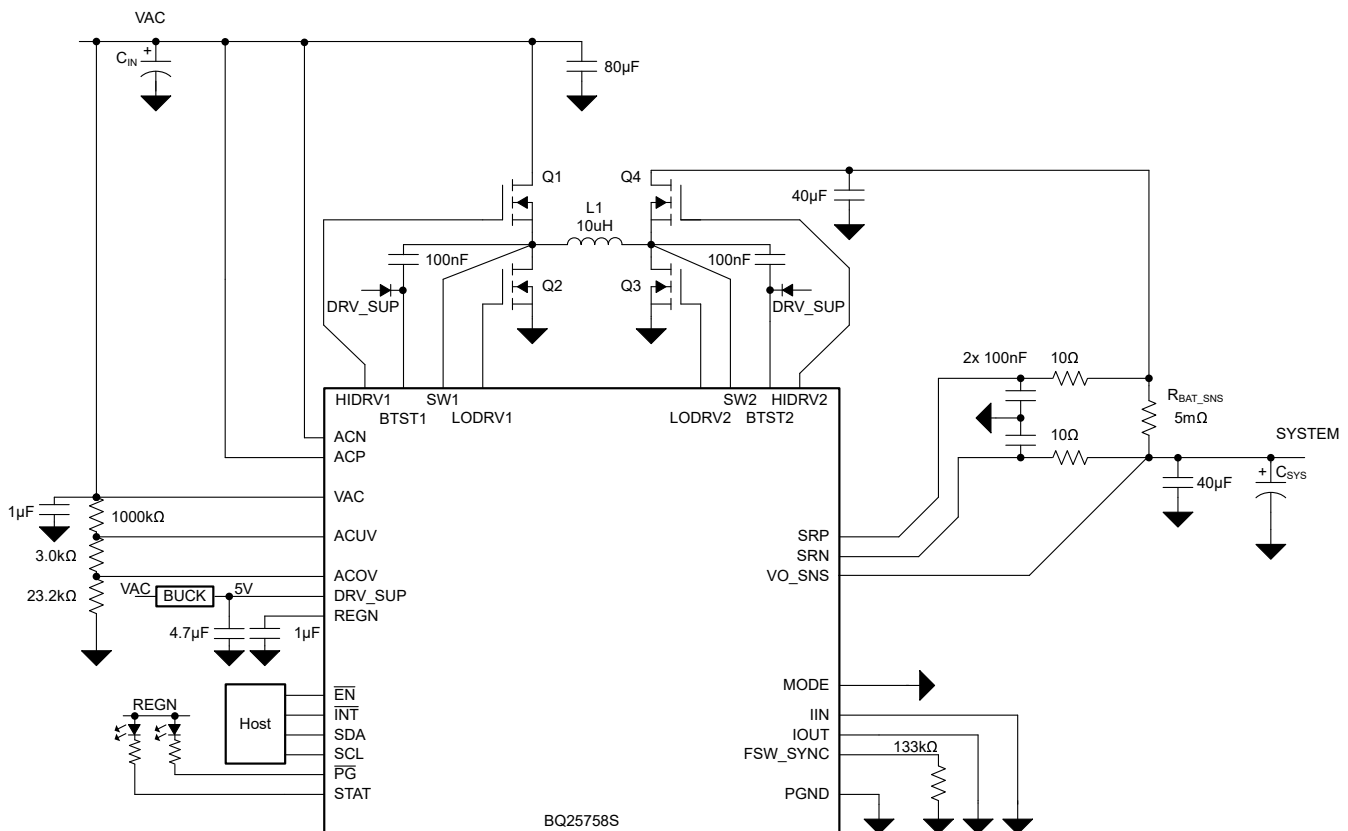 VAC
CIN
+
80µF
Q1
Q4
40µF
L1
10uH
100nF
100nF
Q2
Q3
DRV_SUP
DRV_SUP
2x 100nF
10Ω
HIDRV1
SW1
SW2
HIDRV2
BTST1
LODRV1
LODRV2
BTST2
RBAT_SNS
5mΩ
10Ω
SYSTEM
ACN
ACP
+
CSYS
40µF
VAC
1µF
1000kΩ
ACUV
SRP
3.0kΩ
SRN
ACOV
VO_SNS
23.2kΩ
VAC
BUCK
5V
DRV_SUP
REGN
4.7µF
1µF
MODE
EN
REGN
INT
IIN
Host
SDA
IOUT
SCL
FSW_SYNC
133kΩ
PG
STAT
PGND
BQ25758S